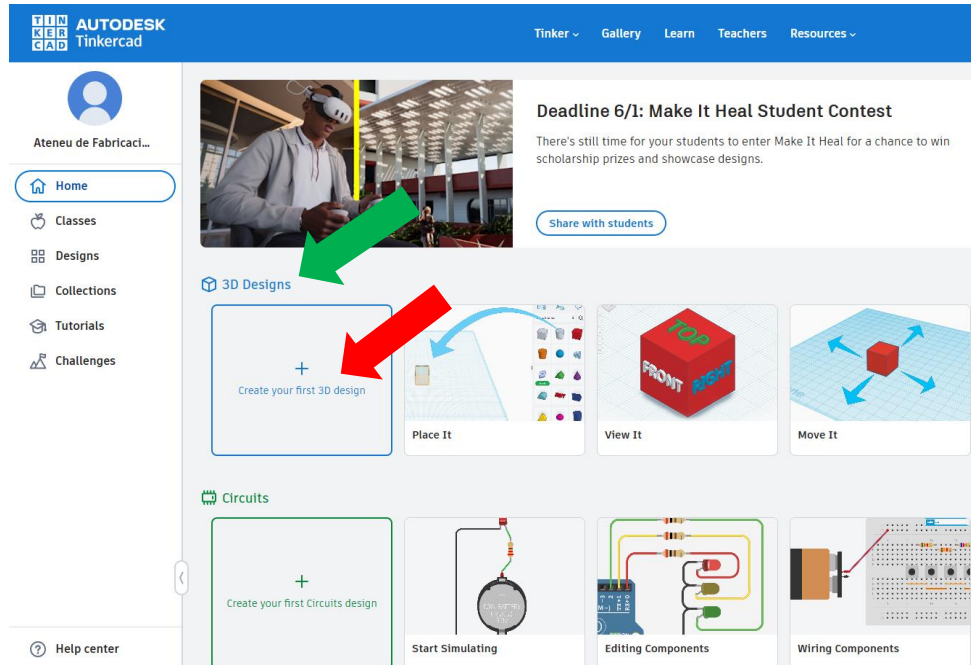 TIN
KER
CAD
AUTODESK
Tinkercad
Tinker
Gallery
Learn
Teachers
Resources
Ateneu de Fabricaci...
Home
Classes
Designs
Collections
Tutorials
Challenges
Help center
Deadline 6/1: Make It Heal Student Contest
There's still time for your students to enter Make It Heal for a chance to win
scholarship prizes and showcase designs.
Share with students
3D Designs
+
Create your first 3D design
Place It
TOP
FRONT
RIGHT
View It
Move It
Circuits
+
Create your first Circuits design
Start Simulating
Editing Components
Wiring Components